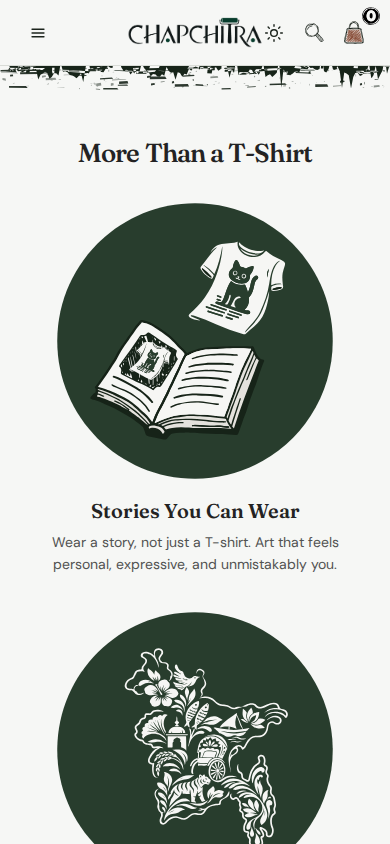 CHAPCHITRA
0
More Than a T-Shirt
Stories You Can Wear
Wear a story, not just a T-shirt. Art that feels
personal, expressive, and unmistakably you.